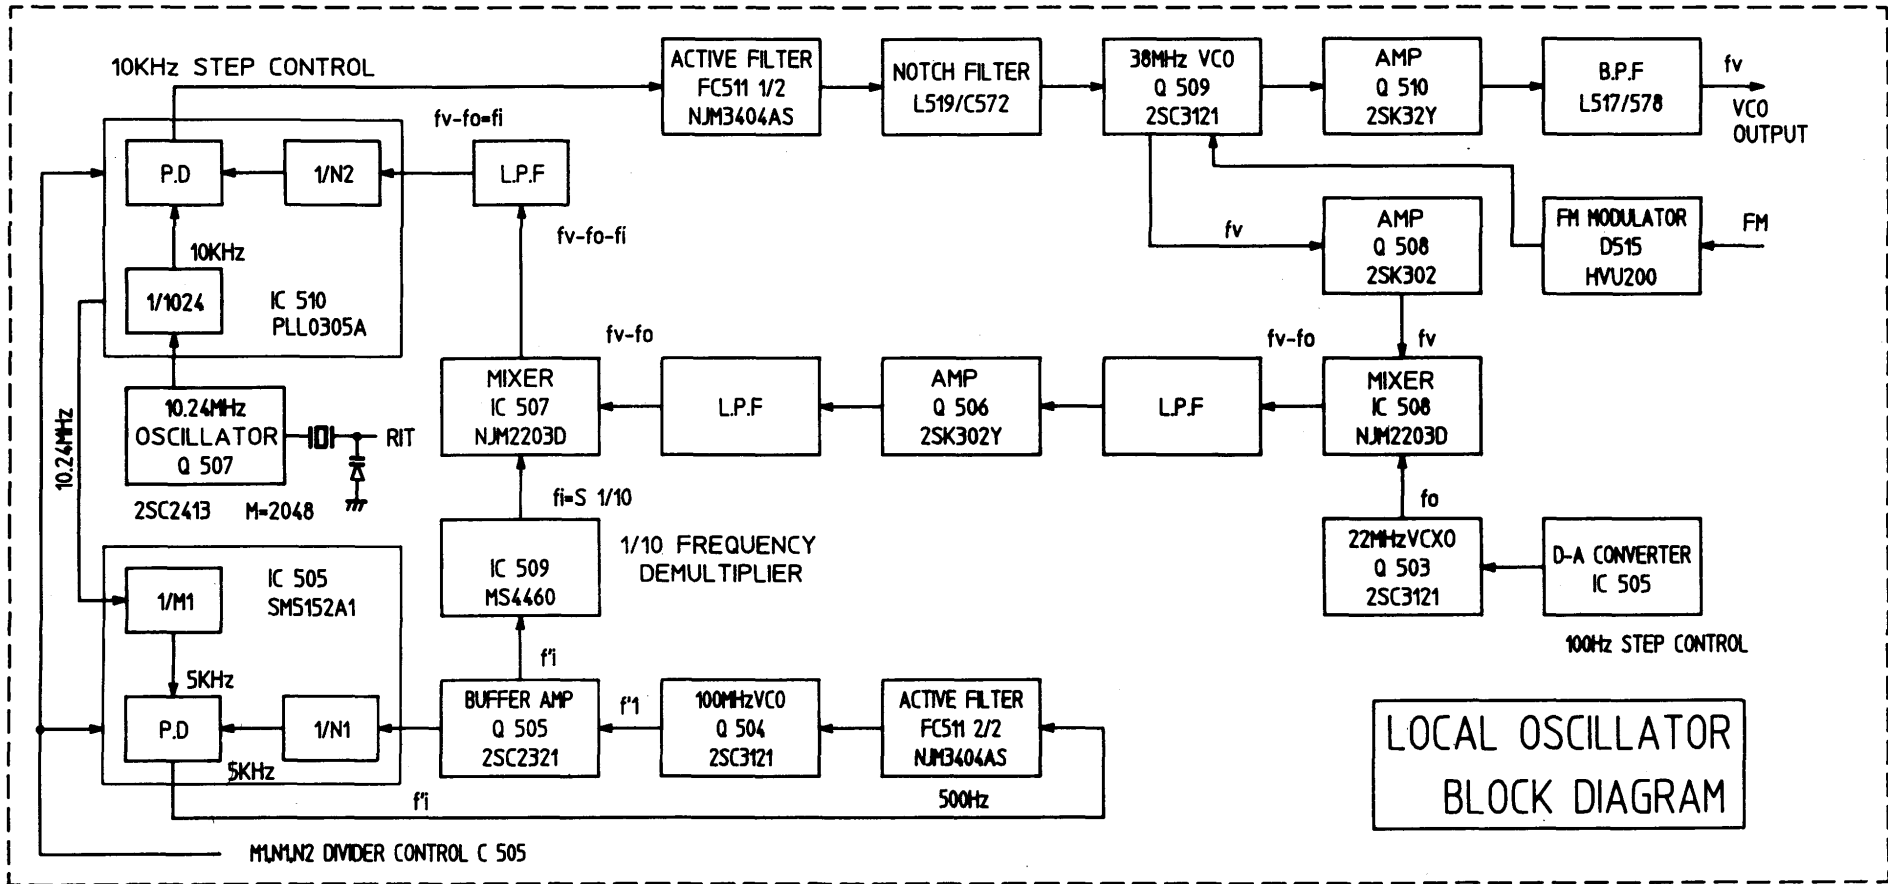 10KHz STEP CONTROL
ACTIVE FILTER
FC511 1/2
NJM3404AS
NOTCH FILTER
L519/C572
38MHz VCO
Q 509
2SC3121
AMP
Q 510
2SK32Y
B.P.F
L517/578
fv
VCO
OUTPUT
fv-fo=fi
P.D
1/N2
L.P.F
10KHz
1/1024
IC 510
PLL0305A
fv-fo-fi
fv
AMP
Q 508
2SK302
FM MODULATOR
D515
HVU200
FM
10.24MHz
OSCILLATOR
Q 507
RIT
2SC2413
M=2048
10.24MHz
MIXER
IC 507
NJM2203D
fv-fo
L.P.F
AMP
Q 506
2SK302Y
L.P.F
fv-fo
fv
MIXER
IC 508
NJM2203D
fo
fi=S 1/10
IC 509
MS4460
1/10 FREQUENCY
DEMULTIPLIER
22MHzVCXO
Q 503
2SC3121
D-A CONVERTER
IC 505
100Hz STEP CONTROL
1/M1
IC 505
SM5152A1
5KHz
P.D
1/N1
5KHz
f'i
BUFFER AMP
Q 505
2SC2321
f'1
100MHzVCO
Q 504
2SC3121
ACTIVE FILTER
FC511 2/2
NJM3404AS
f'i
500Hz
M1,N1,N2 DIVIDER CONTROL C 505
LOCAL OSCILLATOR
BLOCK DIAGRAM